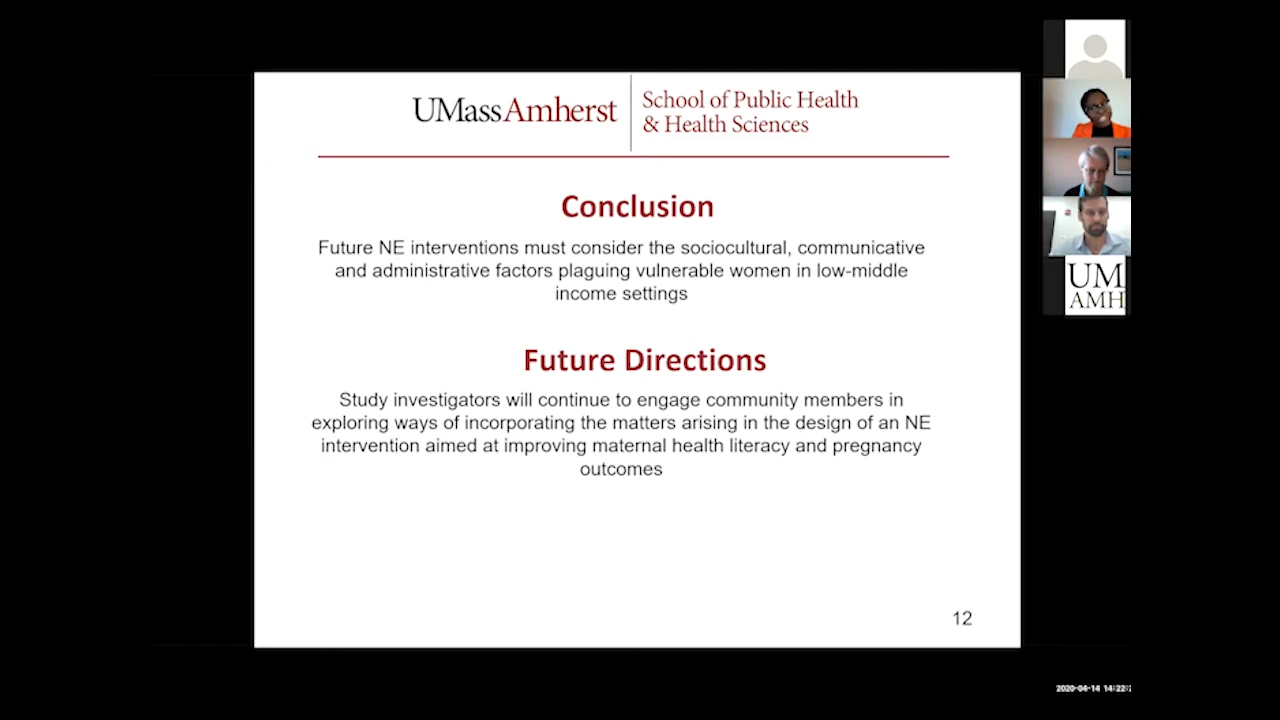 UMassAmherst
School of Public Health
& Health Sciences
Conclusion
Future NE interventions must consider the sociocultural, communicative
and administrative factors plaguing vulnerable women in low-middle
income settings
Future Directions
Study investigators will continue to engage community members in
exploring ways of incorporating the matters arising in the design of an NE
intervention aimed at improving maternal health literacy and pregnancy
outcomes
12
UM
AMH
2020-04-14 14:22: